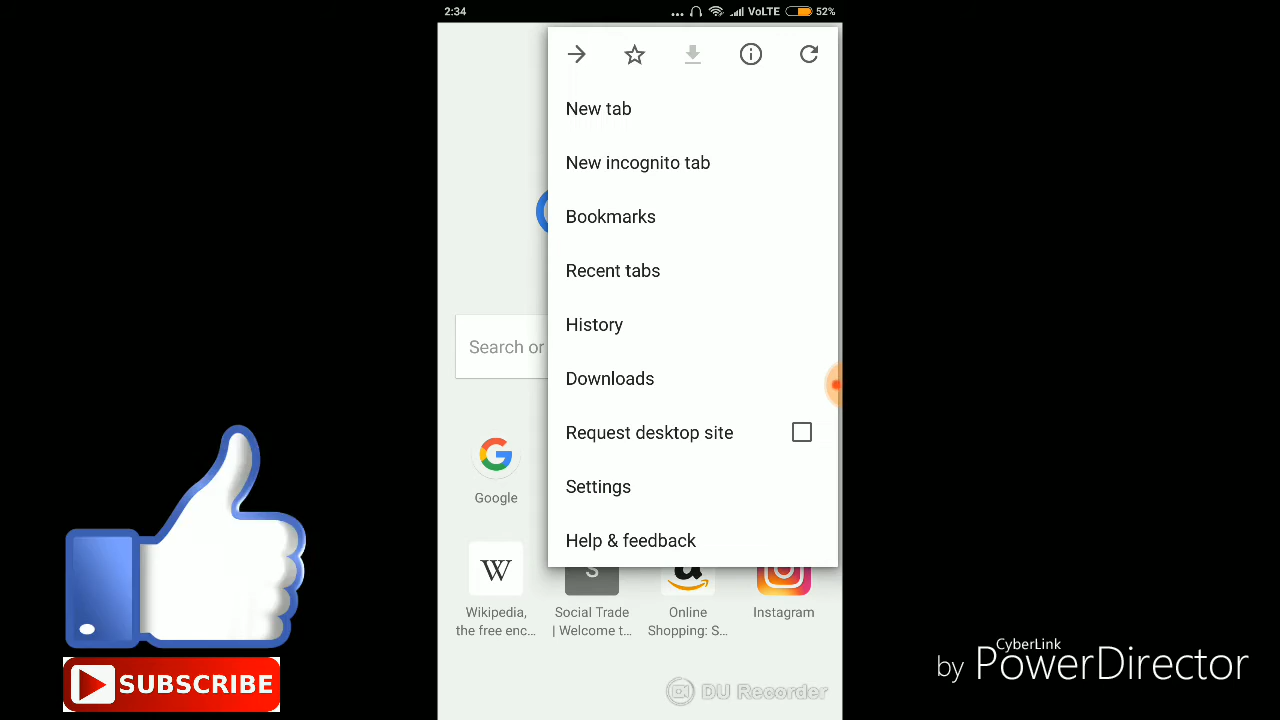 2:34
VoLTE 52%
New tab
New incognito tab
Bookmarks
Recent tabs
History
Downloads
Request desktop site
Settings
Help & feedback
Search or
Google
Wikipedia,
the free enc...
S
Social Trade
| Welcome t...
Online
Shopping: S...
Instagram
SUBSCRIBE
DU Recorder
by CyberLink
PowerDirector